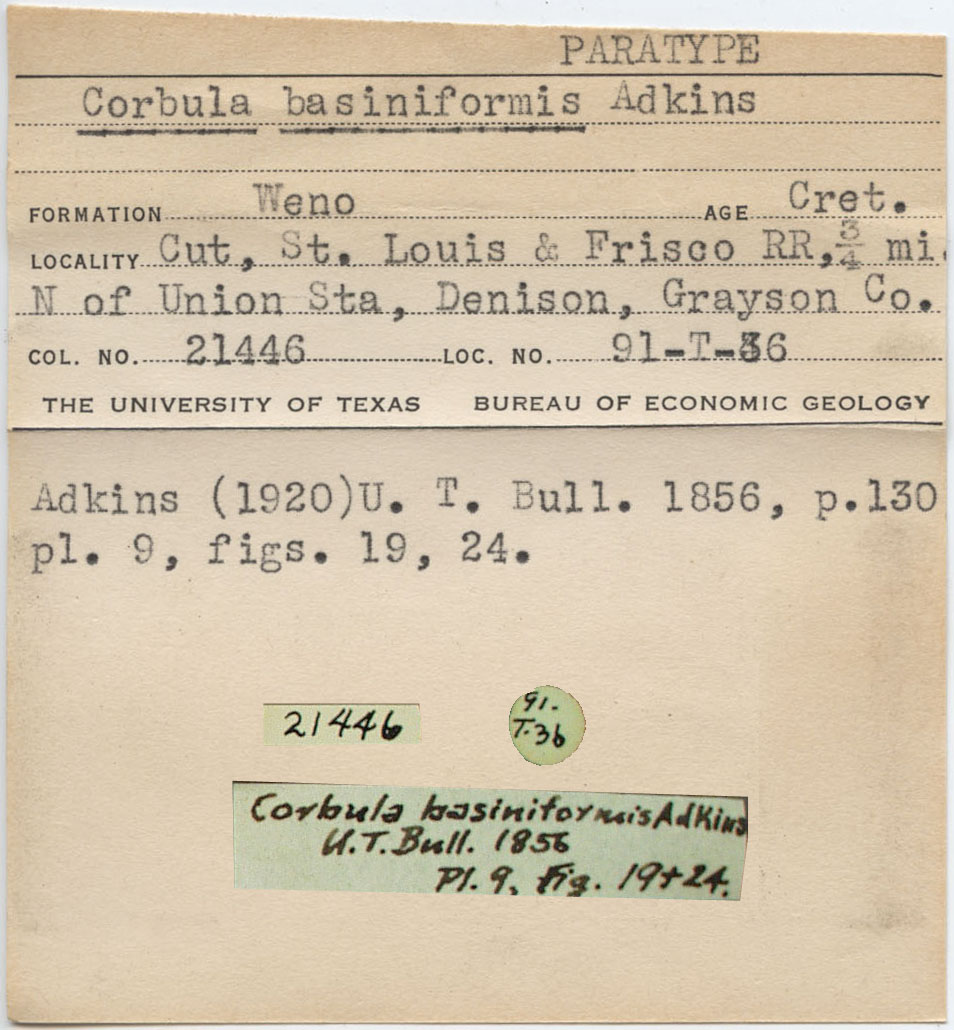 PARATYPE
Corbula basiniformis Adkins
FORMATION Weno AGE Cret.
LOCALITY Cut, St. Louis & Frisco RR, 3/4 mi.
N of Union Sta, Denison, Grayson Co.
COL. NO. 21446 LOC. NO. 91-T-36
THE UNIVERSITY OF TEXAS BUREAU OF ECONOMIC GEOLOGY
Adkins (1920)U. T. Bull. 1856, p.130
pl. 9, figs. 19, 24.
21446
91-
T-36
Corbula basiniformis Adkins
U.T. Bull. 1856
Pl. 9, Fig. 19+24.